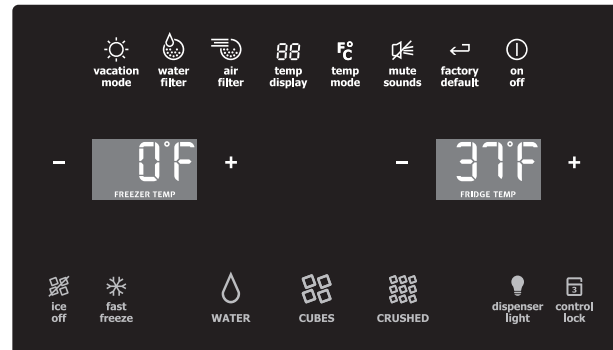 88 F°C
vacation mode water filter air filter temp display temp mode mute sounds factory default on off
- 0°F + - 37°F +
FREEZER TEMP FRIDGE TEMP
3
ice off fast freeze WATER CUBES CRUSHED dispenser light control lock